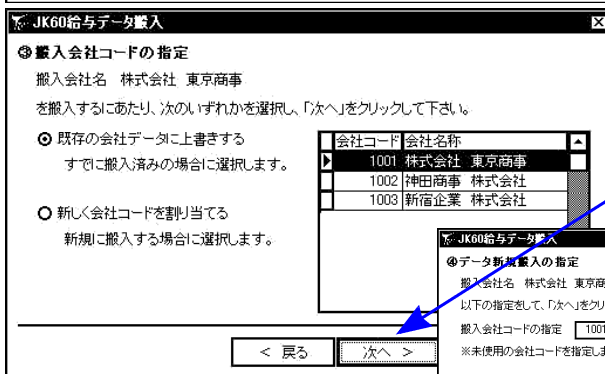 JK60給与データ搬入
③搬入会社コードの指定
搬入会社名 株式会社 東京商事
を搬入するにあたり、次のいずれかを選択し、「次へ」をクリックして下さい。
既存の会社データに上書きする
すでに搬入済みの場合に選択します。
会社コード 会社名称
1001 株式会社 東京商事
1002 神田商事 株式会社
1003 新宿企業 株式会社
新しく会社コードを割り当てる
新規に搬入する場合に選択します。
< 戻る
次へ >
JK60給与データ搬入
④データ新規搬入の指定
搬入会社名 株式会社 東京商
以下の指定をして、「次へ」をクリ
搬入会社コードの指定 1001
※未使用の会社コードを指定しま